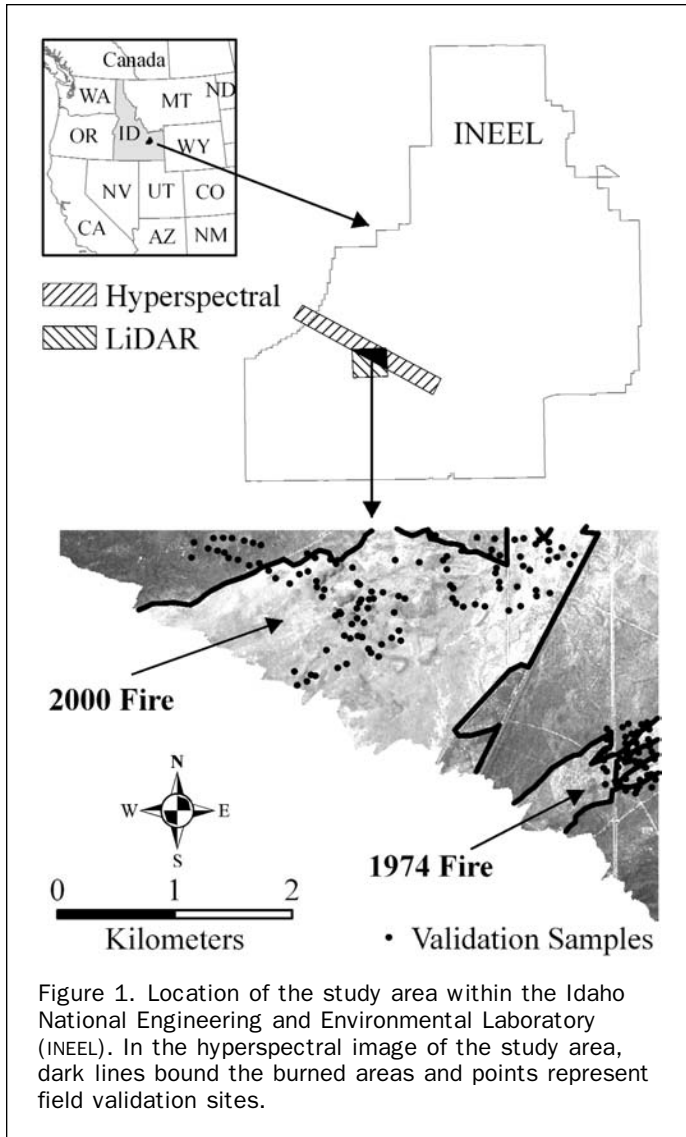 Canada
WA
MT
ND
OR
ID
WY
NV
UT
CO
CA
AZ
NM
INEEL
Hyperspectral
LiDAR
2000 Fire
1974 Fire
N
W
E
S
0 1 2
Kilometers
• Validation Samples
Figure 1. Location of the study area within the Idaho
National Engineering and Environmental Laboratory
(INEEL). In the hyperspectral image of the study area,
dark lines bound the burned areas and points represent
field validation sites.